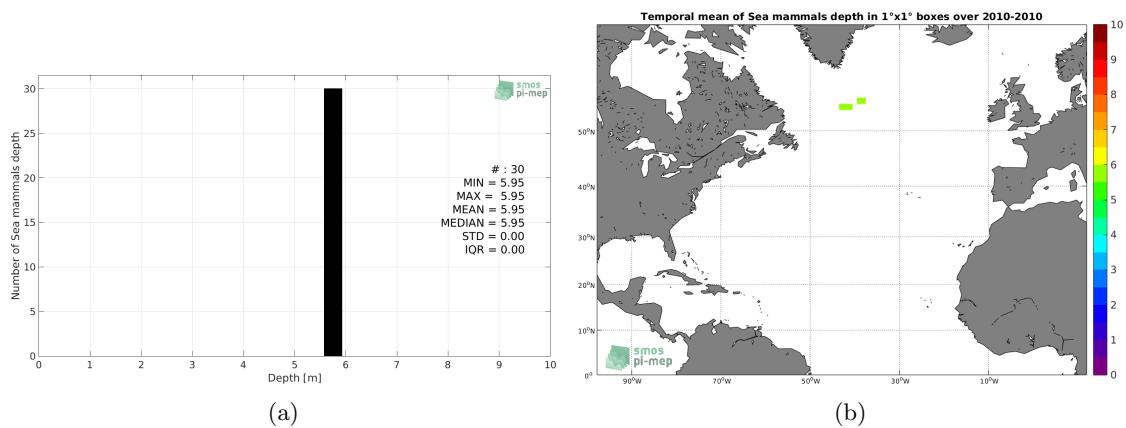 30
25
20
15
10
5
0
Number of Sea mammals depth
smos
pi-mep
# : 30
MIN = 5.95
MAX = 5.95
MEAN = 5.95
MEDIAN = 5.95
STD = 0.00
IQR = 0.00
0 1 2 3 4 5 6 7 8 9 10
Depth [m]
(a)
Temporal mean of Sea mammals depth in 1°x1° boxes over 2010-2010
50°N
40°N
30°N
20°N
10°N
0°
90°W 70°W 50°W 30°W 10°W
smos
pi-mep
10
9
8
7
6
5
4
3
2
1
0
(b)